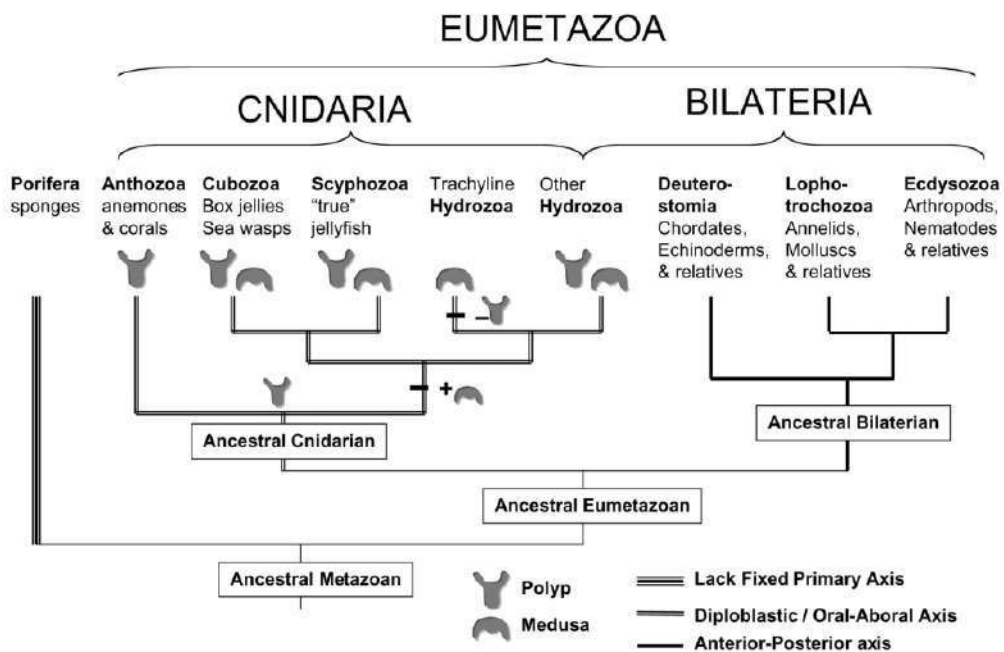 EUMETAZOA
CNIDARIA
BILATERIA
Porifera
sponges
Anthozoa
anemones
& corals
Cubozoa
Box jellies
Sea wasps
Scyphozoa
“true”
jellyfish
Trachyline
Hydrozoa
Other
Hydrozoa
Deutero-
stomia
Chordates,
Echinoderms,
& relatives
Lopho-
trochozoa
Annelids,
Molluscs
& relatives
Ecdysozoa
Arthropods,
Nematodes
& relatives
–
+
Ancestral Cnidarian
Ancestral Bilaterian
Ancestral Eumetazoan
Ancestral Metazoan
Polyp
Medusa
Lack Fixed Primary Axis
Diploblastic / Oral-Aboral Axis
Anterior-Posterior axis